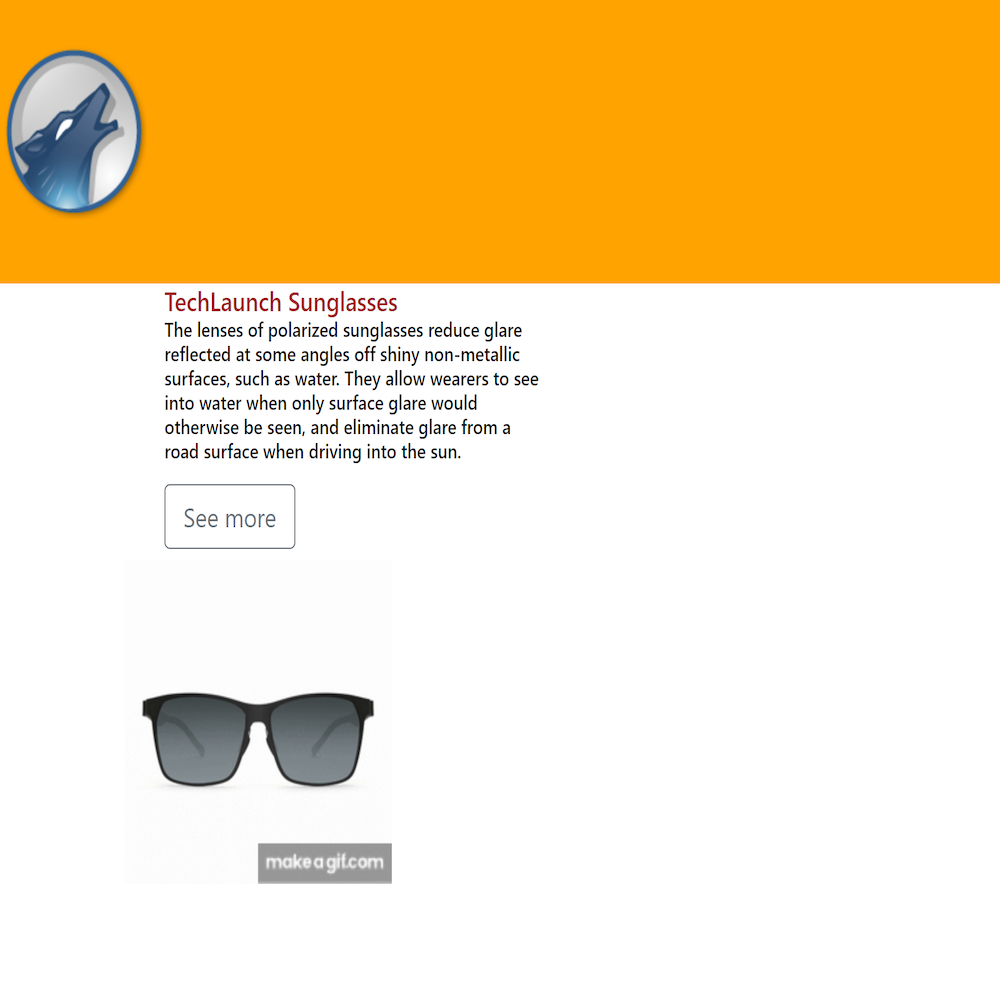 TechLaunch Sunglasses
The lenses of polarized sunglasses reduce glare
reflected at some angles off shiny non-metallic
surfaces, such as water. They allow wearers to see
into water when only surface glare would
otherwise be seen, and eliminate glare from a
road surface when driving into the sun.
See more
makeagif.com